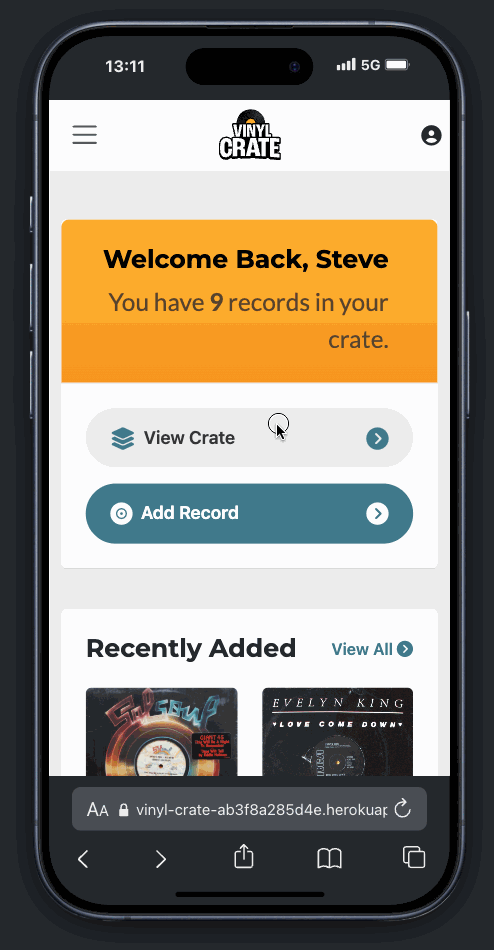 13:11
5G
VINYL
CRATE
Welcome Back, Steve
You have 9 records in your
crate.
View Crate
Add Record
Recently Added
View All
Salsoul
EVELYN KING
♥LOVE COME DOWN♥
AA vinyl-crate-ab3f8a285d4e.herokuap